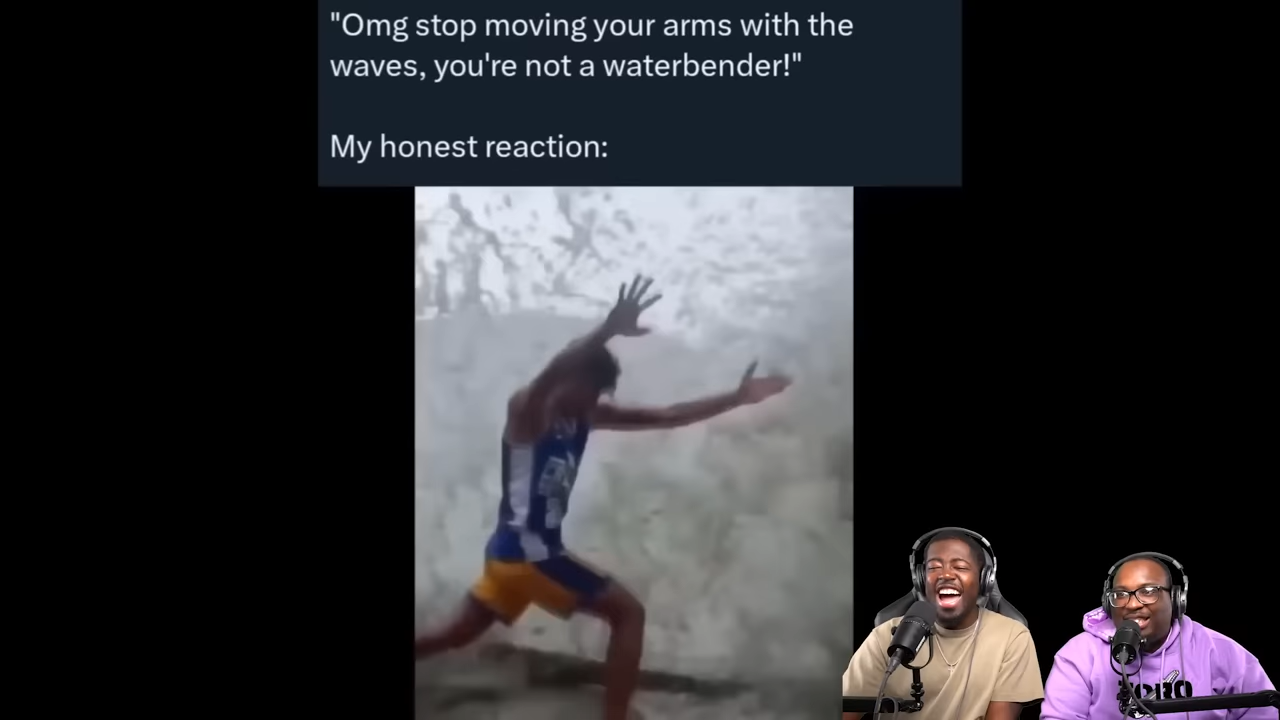 "Omg stop moving your arms with the
waves, you're not a waterbender!"
My honest reaction: